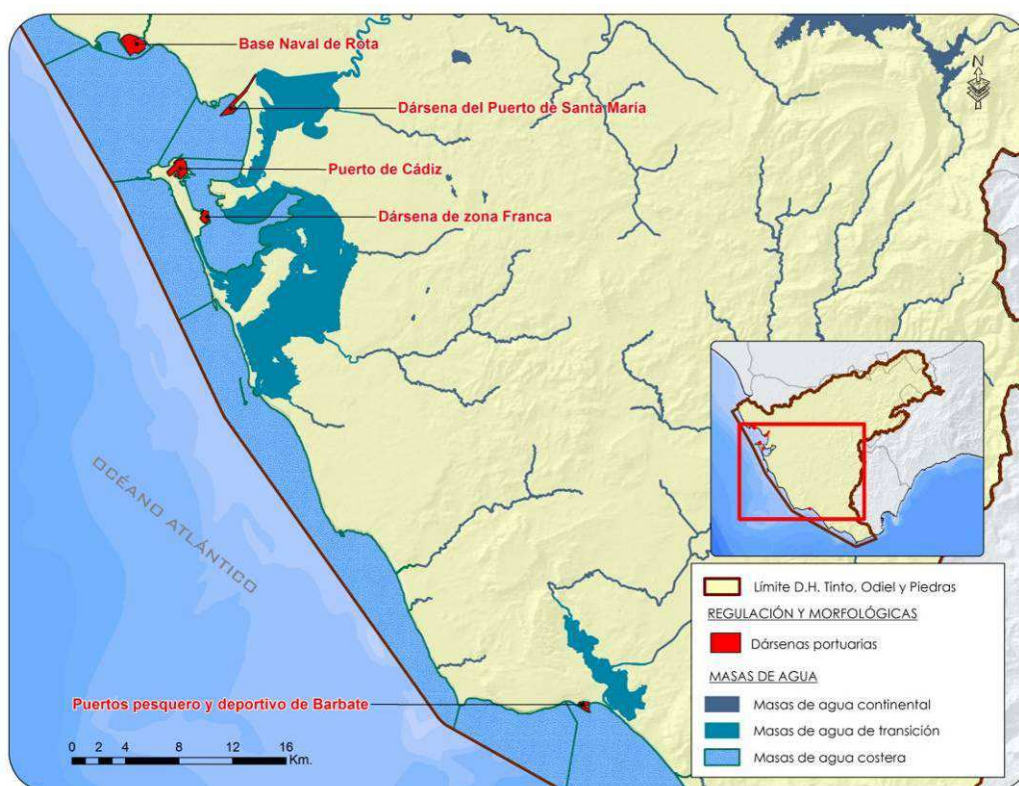 N
Base Naval de Rota
Dársena del Puerto de Santa María
Puerto de Cádiz
Dársena de zona Franca
OCÉANO ATLÁNTICO
Puertos pesquero y deportivo de Barbate
0 2 4 8 12 16
Km.
Límite D.H. Tinto, Odiel y Piedras
REGULACIÓN Y MORFOLÓGICAS
Dársenas portuarias
MASAS DE AGUA
Masas de agua continental
Masas de agua de transición
Masas de agua costera